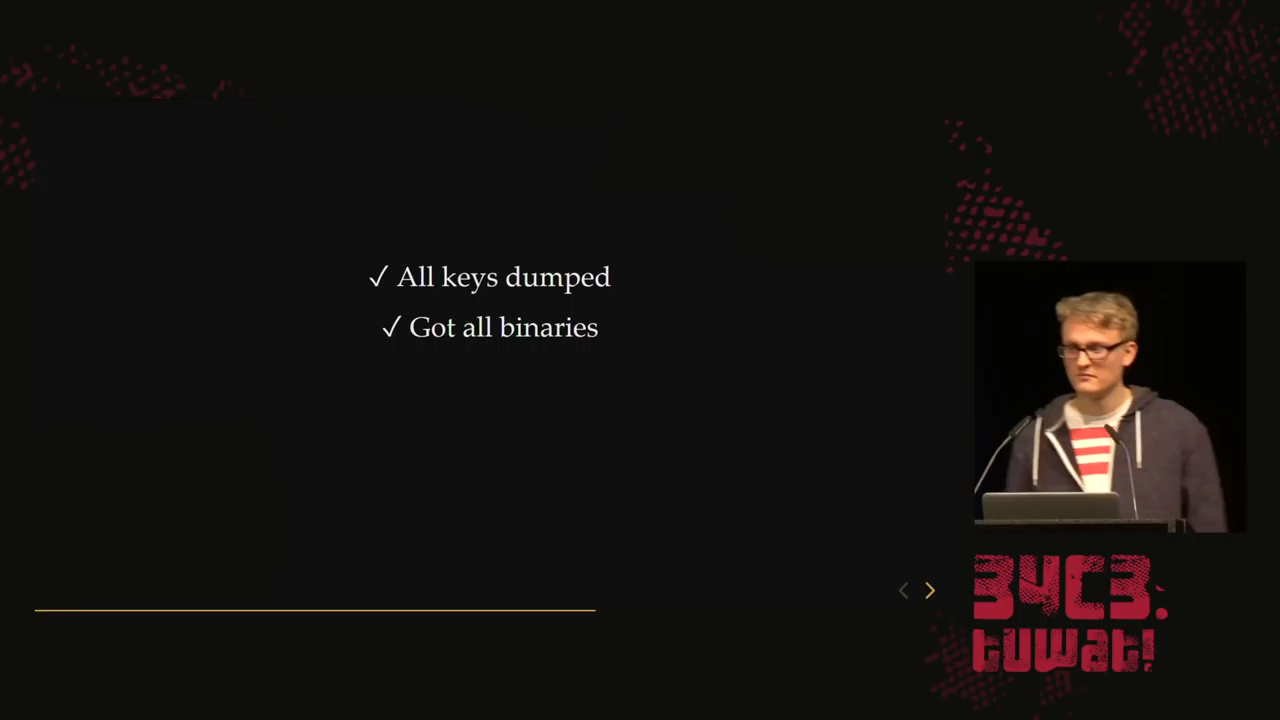 ✓ All keys dumped
✓ Got all binaries
34C3.
tuwat!